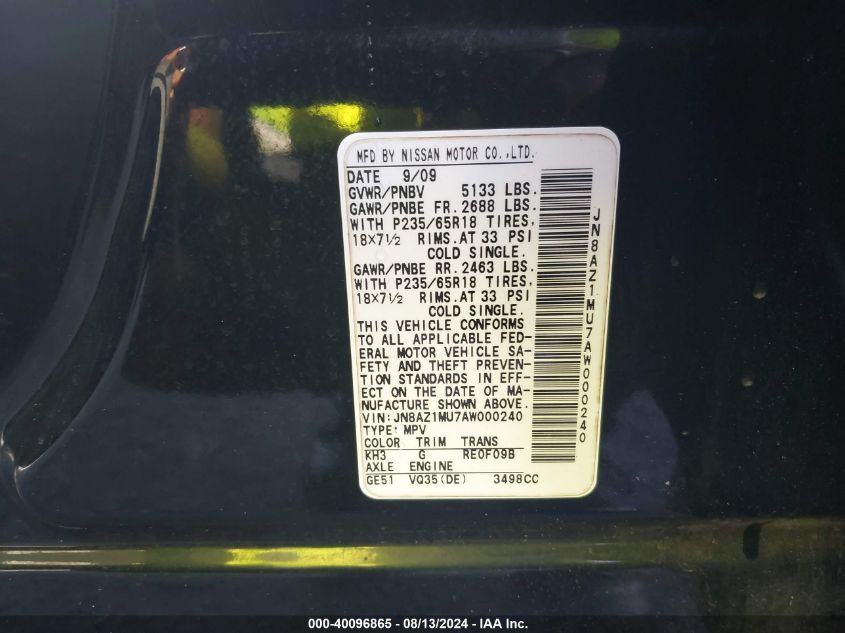 MFD BY NISSAN MOTOR CO.,LTD.
DATE 9/09
GVWR/PNBV 5133 LBS.
GAWR/PNBE FR. 2688 LBS.
WITH P235/65R18 TIRES,
18×7½ RIMS.AT 33 PSI
COLD SINGLE.
GAWR/PNBE RR. 2463 LBS.
WITH P235/65R18 TIRES,
18×7½ RIMS.AT 33 PSI
COLD SINGLE.
THIS VEHICLE CONFORMS
TO ALL APPLICABLE FED-
ERAL MOTOR VEHICLE SA-
FETY AND THEFT PREVEN-
TION STANDARDS IN EFF-
ECT ON THE DATE OF MA-
NUFACTURE SHOWN ABOVE.
VIN:JN8AZ1MU7AW000240
TYPE:MPV
COLOR TRIM TRANS
KH3 G RE0F09B
AXLE ENGINE
GE51 VQ35(DE) 3498CC
JN8AZ1MU7AW000240
000-40096865 - 08/13/2024 - IAA Inc.